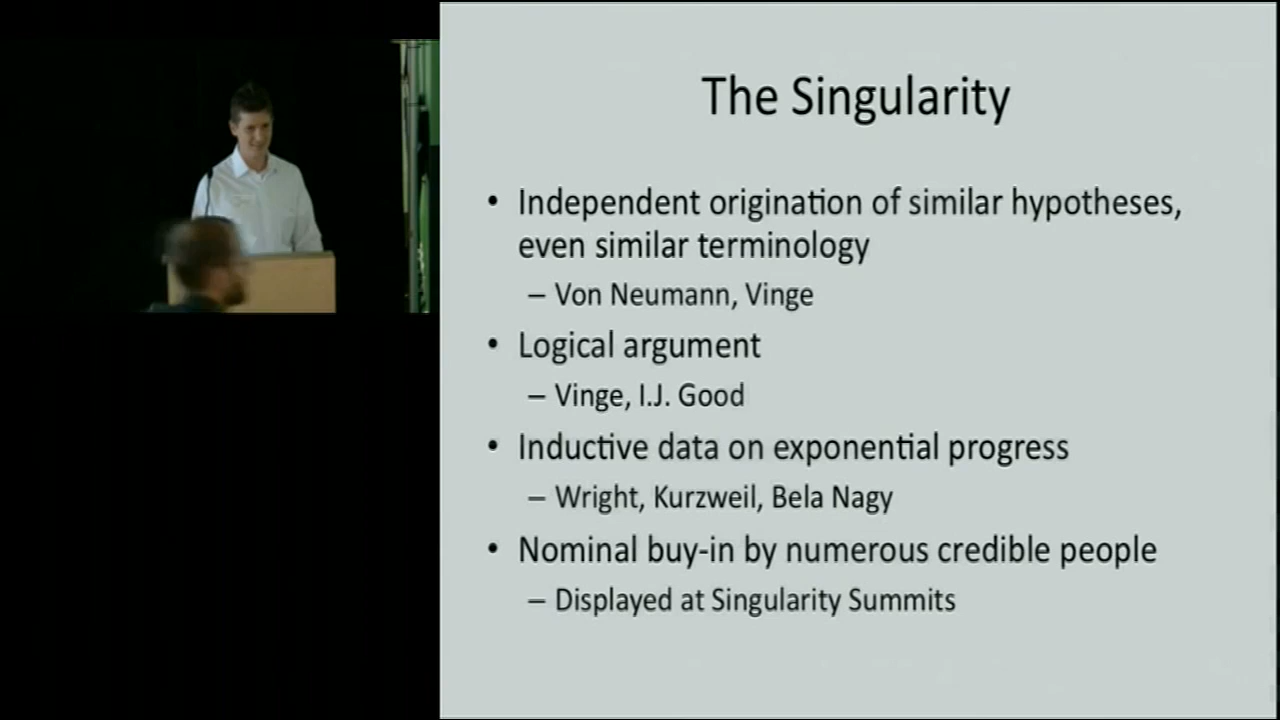 The Singularity
• Independent origination of similar hypotheses,
even similar terminology
– Von Neumann, Vinge
• Logical argument
– Vinge, I.J. Good
• Inductive data on exponential progress
– Wright, Kurzweil, Bela Nagy
• Nominal buy-in by numerous credible people
– Displayed at Singularity Summits